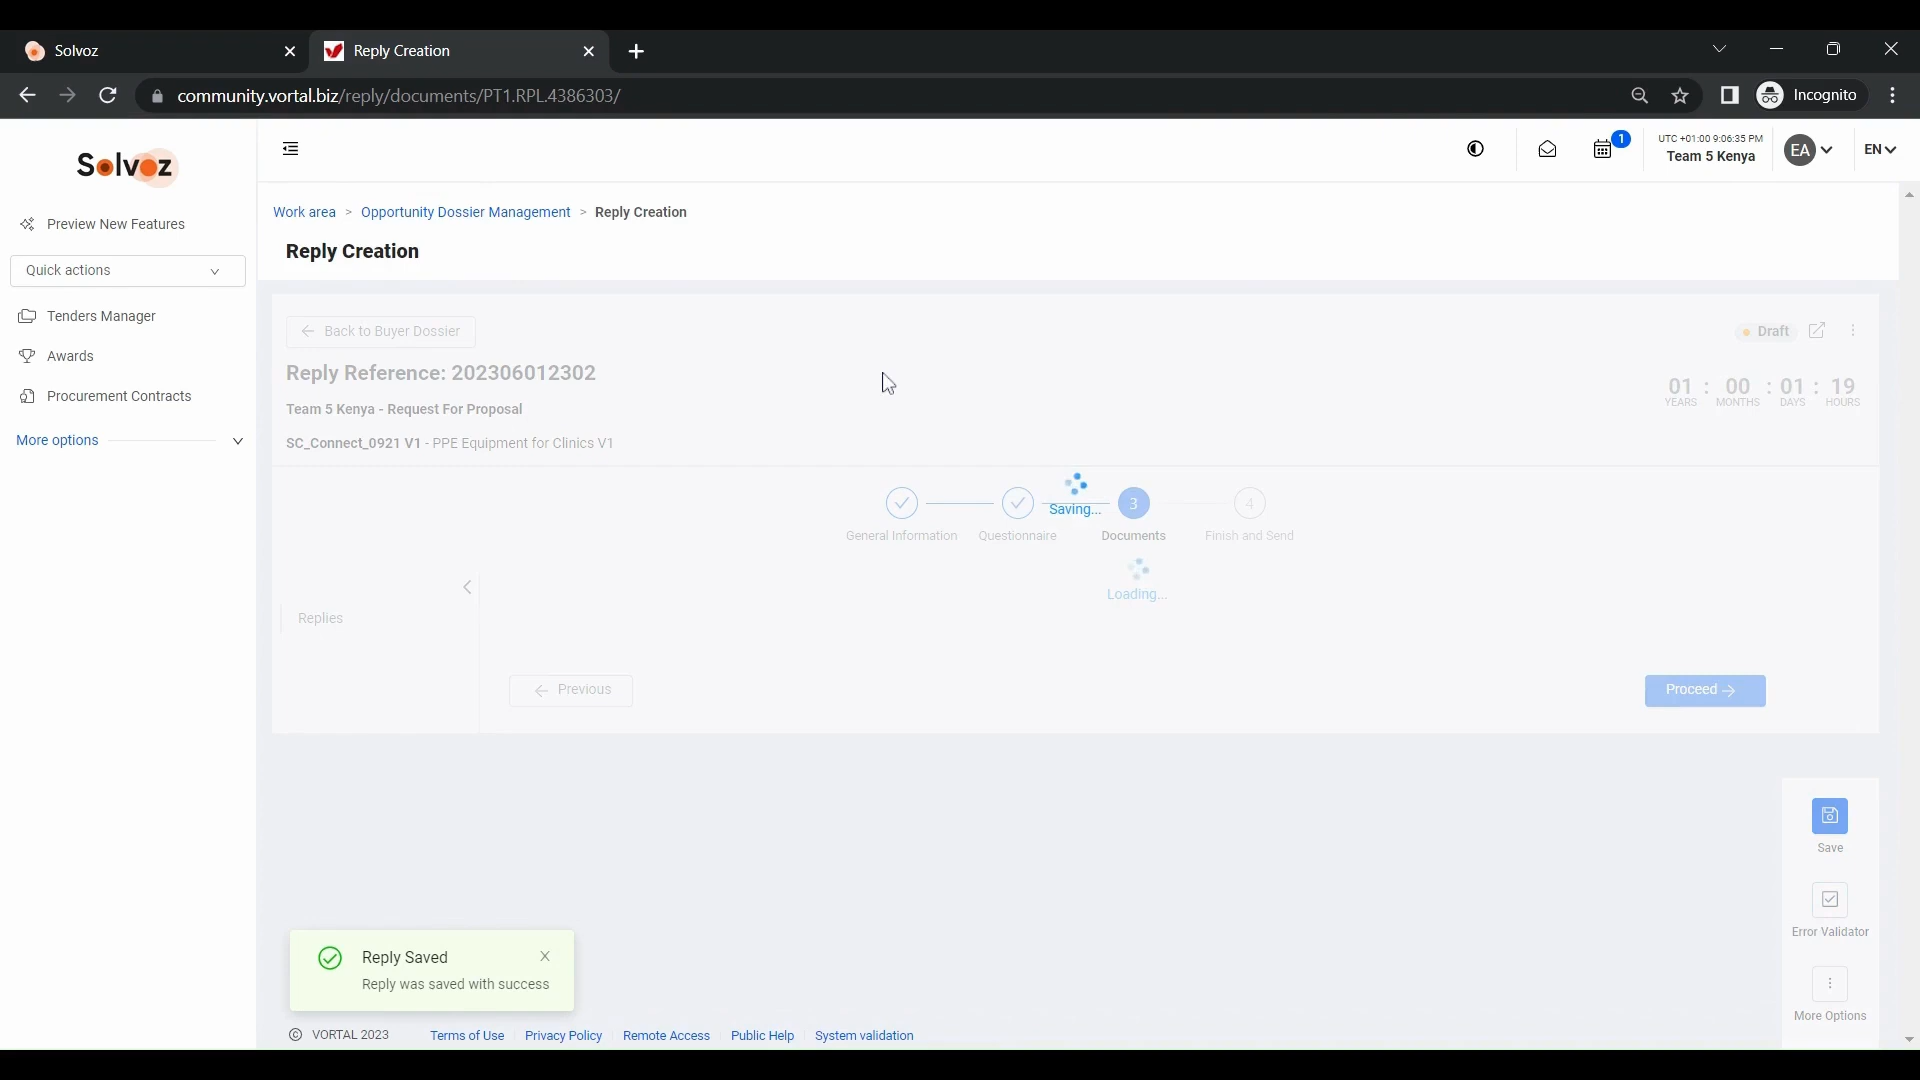 Solvoz
Reply Creation
community.vortal.biz/reply/documents/PT1.RPL.4386303/
Incognito
Solvoz
Preview New Features
Quick actions
Tenders Manager
Awards
Procurement Contracts
More options
1
UTC +01:00 9:06:35 PM
Team 5 Kenya
EA
EN
Work area > Opportunity Dossier Management > Reply Creation
Reply Creation
Back to Buyer Dossier
Draft
Reply Reference: 202306012302
01 : 00 : 01 : 19
YEARS MONTHS DAYS HOURS
Team 5 Kenya - Request For Proposal
SC_Connect_0921 V1 - PPE Equipment for Clinics V1
3
4
Saving...
General Information
Questionnaire
Documents
Finish and Send
Loading...
Replies
Previous
Proceed
Save
Error Validator
More Options
Reply Saved
Reply was saved with success
© VORTAL 2023 Terms of Use Privacy Policy Remote Access Public Help System validation